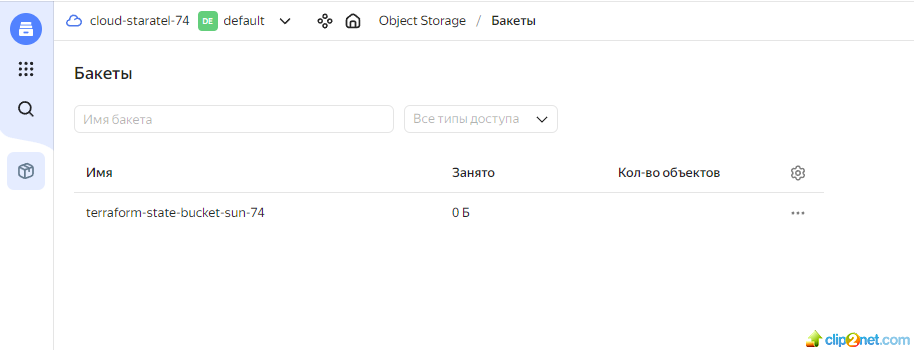 cloud-staratel-74 DE default Object Storage / Бакеты
Бакеты
Имя бакета Все типы доступа
Имя Занято Кол-во объектов
terraform-state-bucket-sun-74 0 Б
clip2net.com